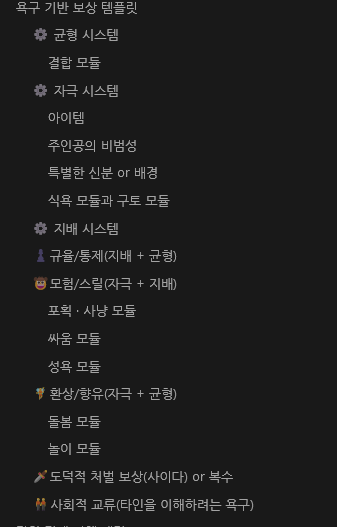 욕구 기반 보상 템플릿
균형 시스템
결합 모듈
자극 시스템
아이템
주인공의 비범성
특별한 신분 or 배경
식욕 모듈과 구토 모듈
지배 시스템
규율/통제(지배 + 균형)
모험/스릴(자극 + 지배)
포획 · 사냥 모듈
싸움 모듈
성욕 모듈
환상/향유(자극 + 균형)
돌봄 모듈
놀이 모듈
도덕적 처벌 보상(사이다) or 복수
사회적 교류(타인을 이해하려는 욕구)